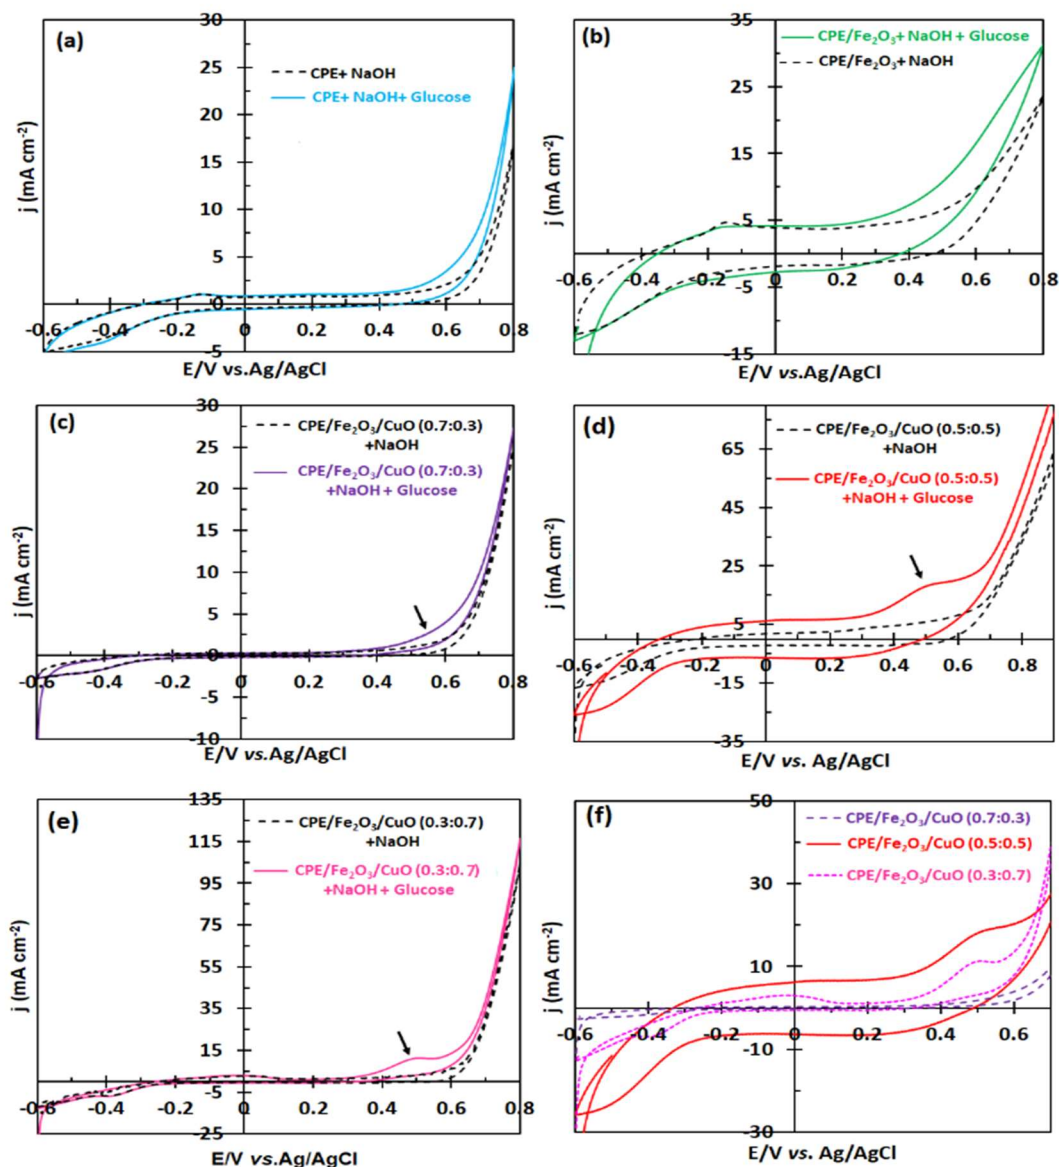 (a)
CPE+ NaOH
CPE+ NaOH+ Glucose
j (mA cm-2)
30
25
20
15
10
5
0
-5
-0.6 -0.4 -0.2 0 0.2 0.4 0.6 0.8
E/V vs.Ag/AgCl
(b)
CPE/Fe2O3+ NaOH + Glucose
CPE/Fe2O3+ NaOH
j (mA cm-2)
35
25
15
5
-5
-15
-0.6 -0.4 -0.2 0 0.2 0.4 0.6 0.8
E/V vs.Ag/AgCl
(c)
CPE/Fe2O3/CuO (0.7:0.3)
+NaOH
CPE/Fe2O3/CuO (0.7:0.3)
+NaOH + Glucose
j (mA cm-2)
30
25
20
15
10
5
0
-5
-10
-0.6 -0.4 -0.2 0 0.2 0.4 0.6 0.8
E/V vs.Ag/AgCl
(d)
CPE/Fe2O3/CuO (0.5:0.5)
+NaOH
CPE/Fe2O3/CuO (0.5:0.5)
+NaOH + Glucose
j (mA cm-2)
65
45
25
5
-15
-35
-0.6 -0.4 -0.2 0 0.2 0.4 0.6 0.8
E/V vs. Ag/AgCl
(e)
CPE/Fe2O3/CuO (0.3:0.7)
+NaOH
CPE/Fe2O3/CuO (0.3:0.7)
+NaOH + Glucose
j (mA cm-2)
135
115
95
75
55
35
15
-5
-25
-0.6 -0.4 -0.2 0 0.2 0.4 0.6 0.8
E/V vs.Ag/AgCl
(f)
CPE/Fe2O3/CuO (0.7:0.3)
CPE/Fe2O3/CuO (0.5:0.5)
CPE/Fe2O3/CuO (0.3:0.7)
j (mA cm-2)
50
30
10
-10
-30
-0.6 -0.4 -0.2 0 0.2 0.4 0.6
E/V vs. Ag/AgCl